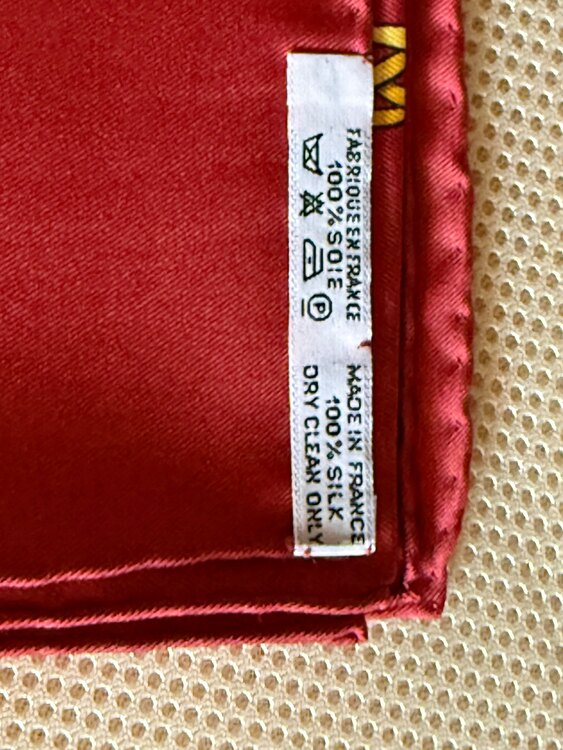 FABRIQUE EN FRANCE
100% SOIE
MADE IN FRANCE
100% SILK
DRY CLEAN ONLY